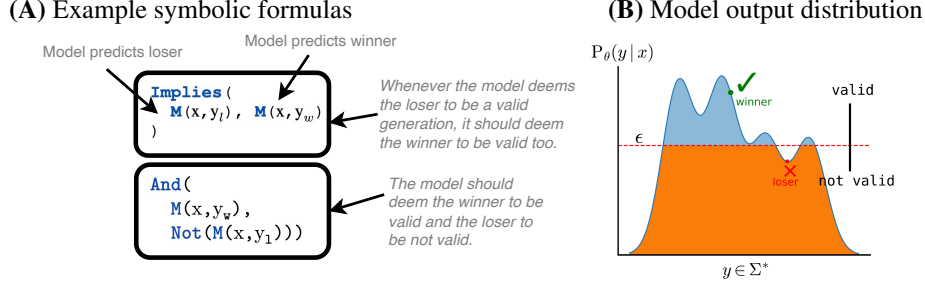 (A) Example symbolic formulas
Model predicts loser
Model predicts winner
Implies(
M(x,y_l), M(x,y_w)
)
Whenever the model deems
the loser to be a valid
generation, it should deem
the winner to be valid too.
And(
M(x,y_w),
Not(M(x,y_l)))
The model should
deem the winner to be
valid and the loser to
be not valid.
(B) Model output distribution
P_θ(y | x)
✓
winner
valid
ϵ
×
loser
not valid
y ∈ Σ*